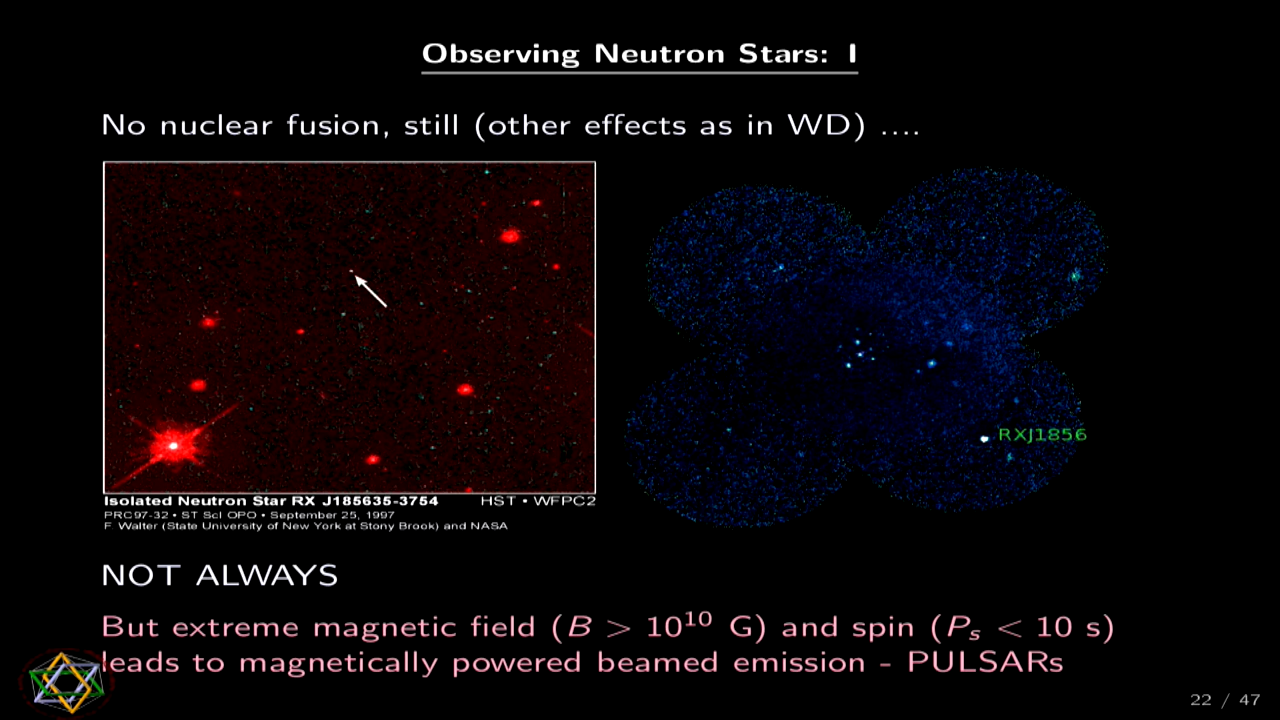 Observing Neutron Stars: I
No nuclear fusion, still (other effects as in WD) ....
RXJ1856
Isolated Neutron Star RX J185635-3754 HST • WFPC2
PRC97-32 • ST ScI OPO • September 25, 1997
F. Walter (State University of New York at Stony Brook) and NASA
NOT ALWAYS
But extreme magnetic field (B > 10¹⁰ G) and spin (Pₛ < 10 s)
leads to magnetically powered beamed emission - PULSARs
22 / 47